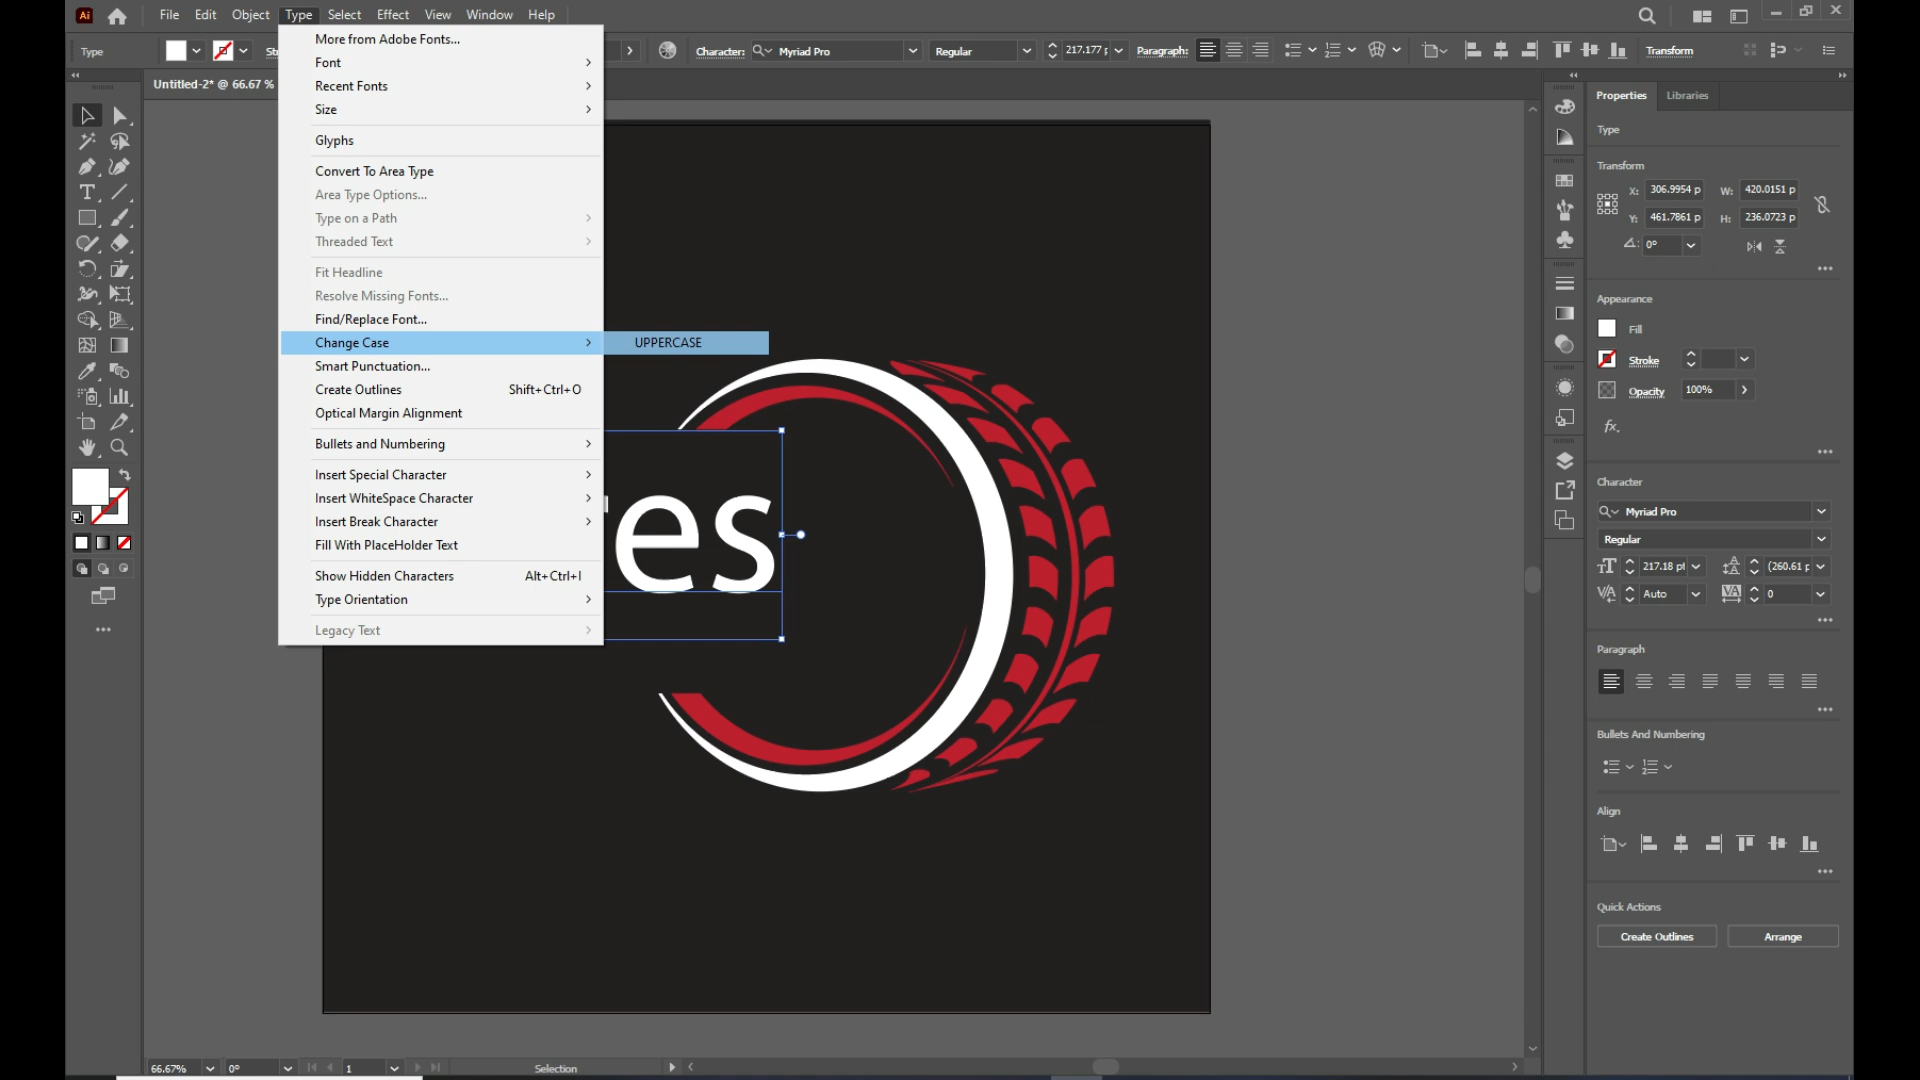 Ai File Edit Object Type Select Effect View Window Help
Type Character: Myriad Pro Regular 217.177 Paragraph: Transform
Untitled-2* @ 66.67 %
More from Adobe Fonts...
Font
Recent Fonts
Size
Glyphs
Convert To Area Type
Area Type Options...
Type on a Path
Threaded Text
Fit Headline
Resolve Missing Fonts...
Find/Replace Font...
Change Case
UPPERCASE
Smart Punctuation...
Create Outlines Shift+Ctrl+O
Optical Margin Alignment
Bullets and Numbering
Insert Special Character
Insert WhiteSpace Character
Insert Break Character
Fill With PlaceHolder Text
Show Hidden Characters Alt+Ctrl+I
Type Orientation
Legacy Text
res
Properties Libraries
Type
Transform
X: 306.9954 p W: 420.0151 p
Y: 461.7861 p H: 236.0723 p
0°
Appearance
Fill
Stroke
Opacity 100%
fx.
Character
Myriad Pro
Regular
217.18 pt (260.61 p
Auto 0
Paragraph
Bullets And Numbering
Align
Quick Actions
Create Outlines Arrange
66.67% 0° 1 Selection